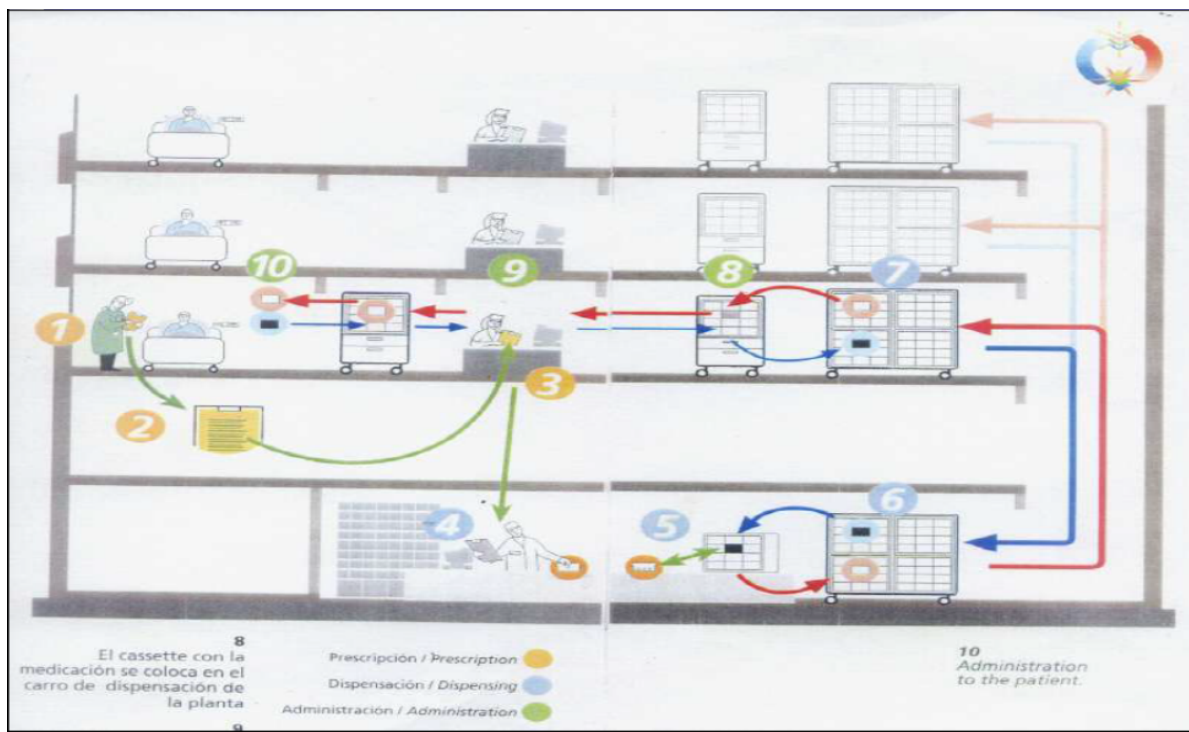 10
9
8
7
1
3
2
6
4
5
8
El cassette con la
medicación se coloca en el
carro de dispensación de
la planta
9
Prescripción / Prescription
Dispensación / Dispensing
Administración / Administration
10
Administration
to the patient.